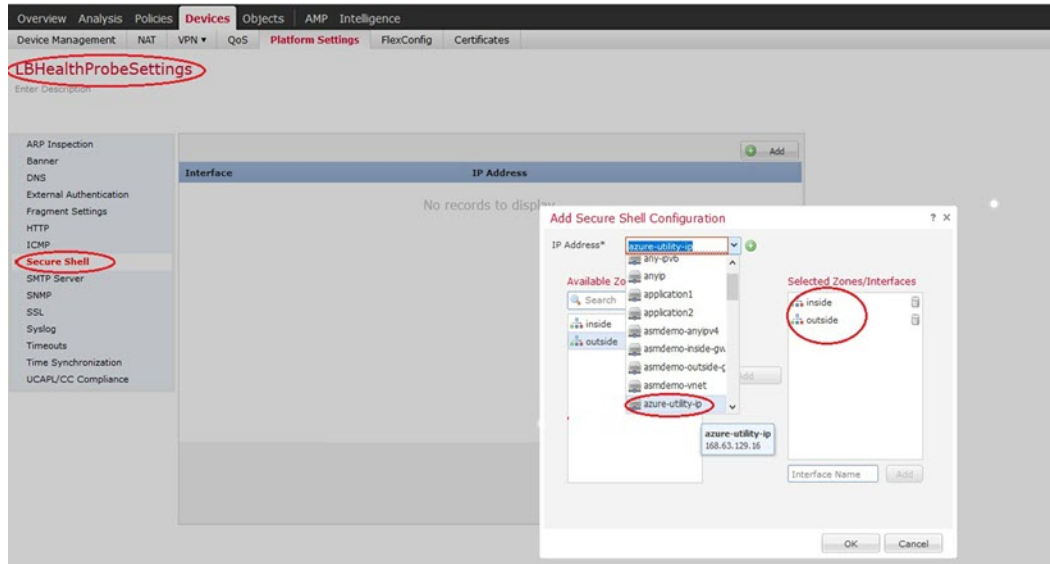 Overview Analysis Policies Devices Objects AMP Intelligence
Device Management NAT VPN QoS Platform Settings FlexConfig Certificates
LBHealthProbeSettings
Enter Description
ARP Inspection
Banner
DNS
External Authentication
Fragment Settings
HTTP
ICMP
Secure Shell
SMTP Server
SNMP
SSL
Syslog
Timeouts
Time Synchronization
UCAPL/CC Compliance
Add
Interface IP Address
No records to display
Add Secure Shell Configuration ? ×
IP Address* azure-utility-ip
any-ipv6
anyip
application1
application2
asmdemo-anyipv4
asmdemo-inside-gw
asmdemo-outside-g
asmdemo-vnet
azure-utility-ip
azure-utility-ip
168.63.129.16
Available Zo
Search
inside
outside
Add
Selected Zones/Interfaces
inside
outside
Interface Name Add
OK Cancel